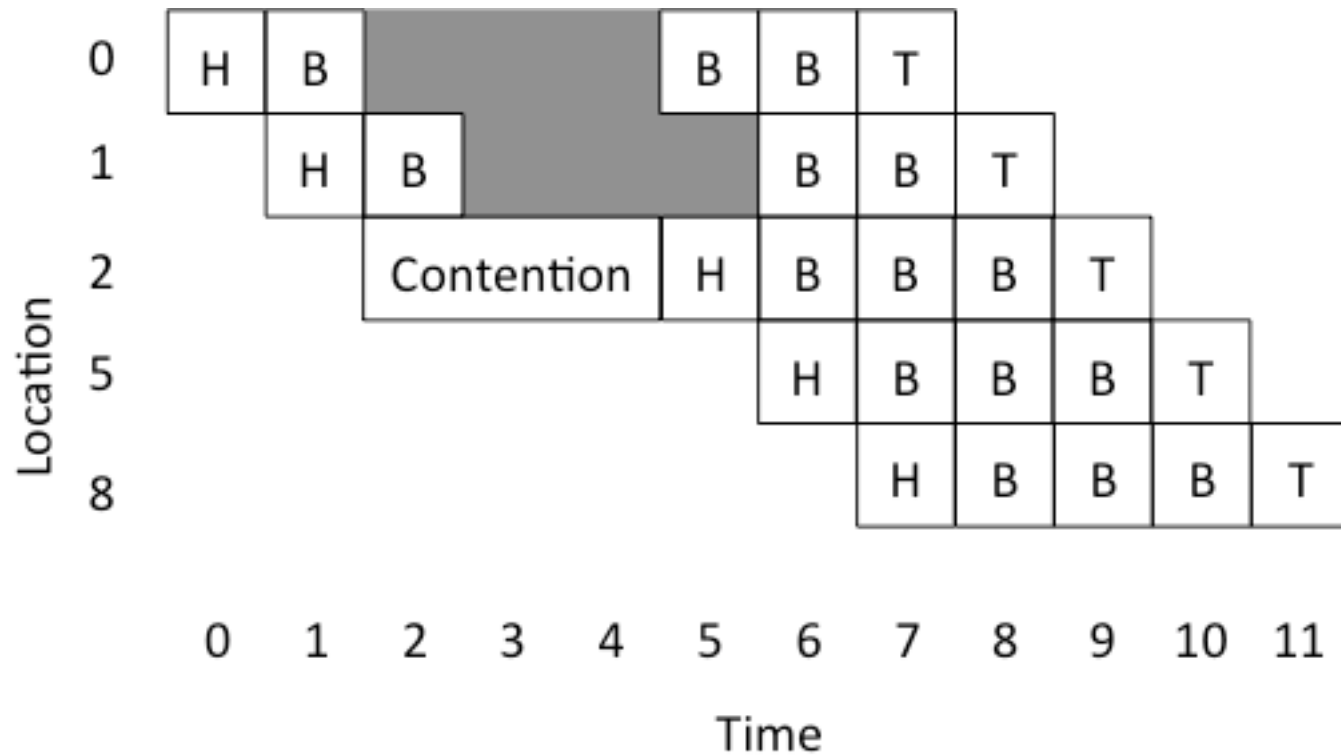 0 H B B B T
1 H B B B T
2 Contention H B B B T
5 H B B B T
8 H B B B T
Location
0 1 2 3 4 5 6 7 8 9 10 11
Time